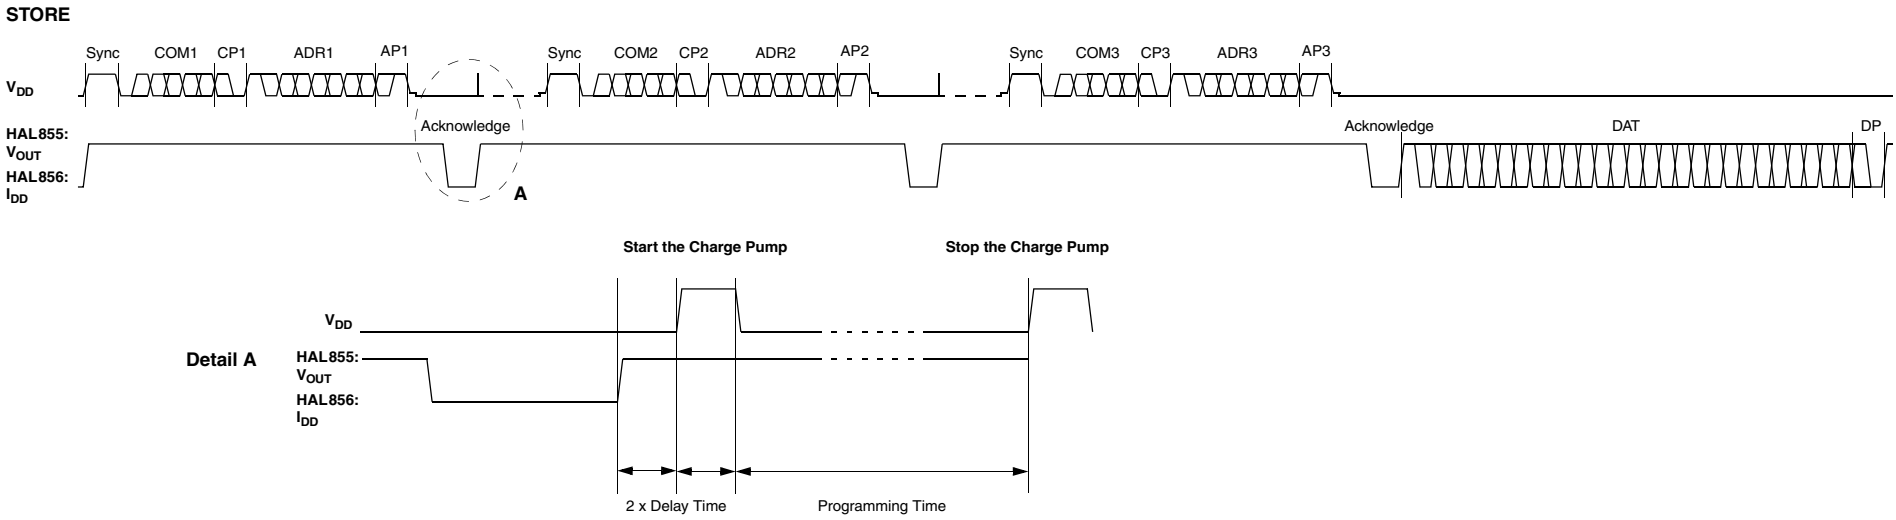 STORE
Sync COM1 CP1 ADR1 AP1 Sync COM2 CP2 ADR2 AP2 Sync COM3 CP3 ADR3 AP3
VDD
HAL855: Acknowledge Acknowledge DAT DP
VOUT
HAL856:
IDD
A
Start the Charge Pump Stop the Charge Pump
VDD
Detail A
HAL855:
VOUT
HAL856:
IDD
2 x Delay Time Programming Time